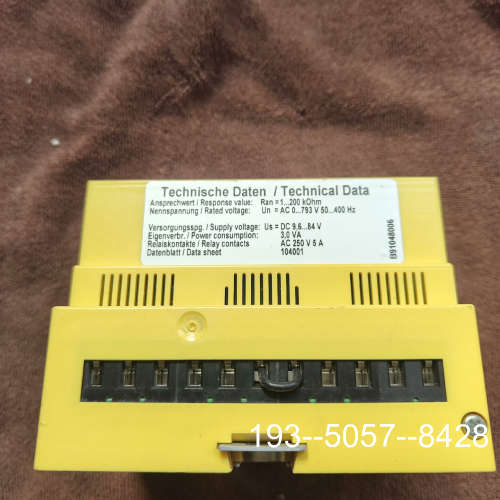 Technische Daten / Technical Data
Ansprechwert / Response value: Ran = 1...200 kOhm
Nennspannung / Rated voltage: Un = AC 0...793 V 50...400 Hz
Versorgungsspg. / Supply voltage: Us = DC 9,6...84 V
Eigenverbr. / Power consumption: 3,0 VA
Relaiskontakte / Relay contacts AC 250 V 5 A
Datenblatt / Data sheet 104001
B91048006
193--5057--8428